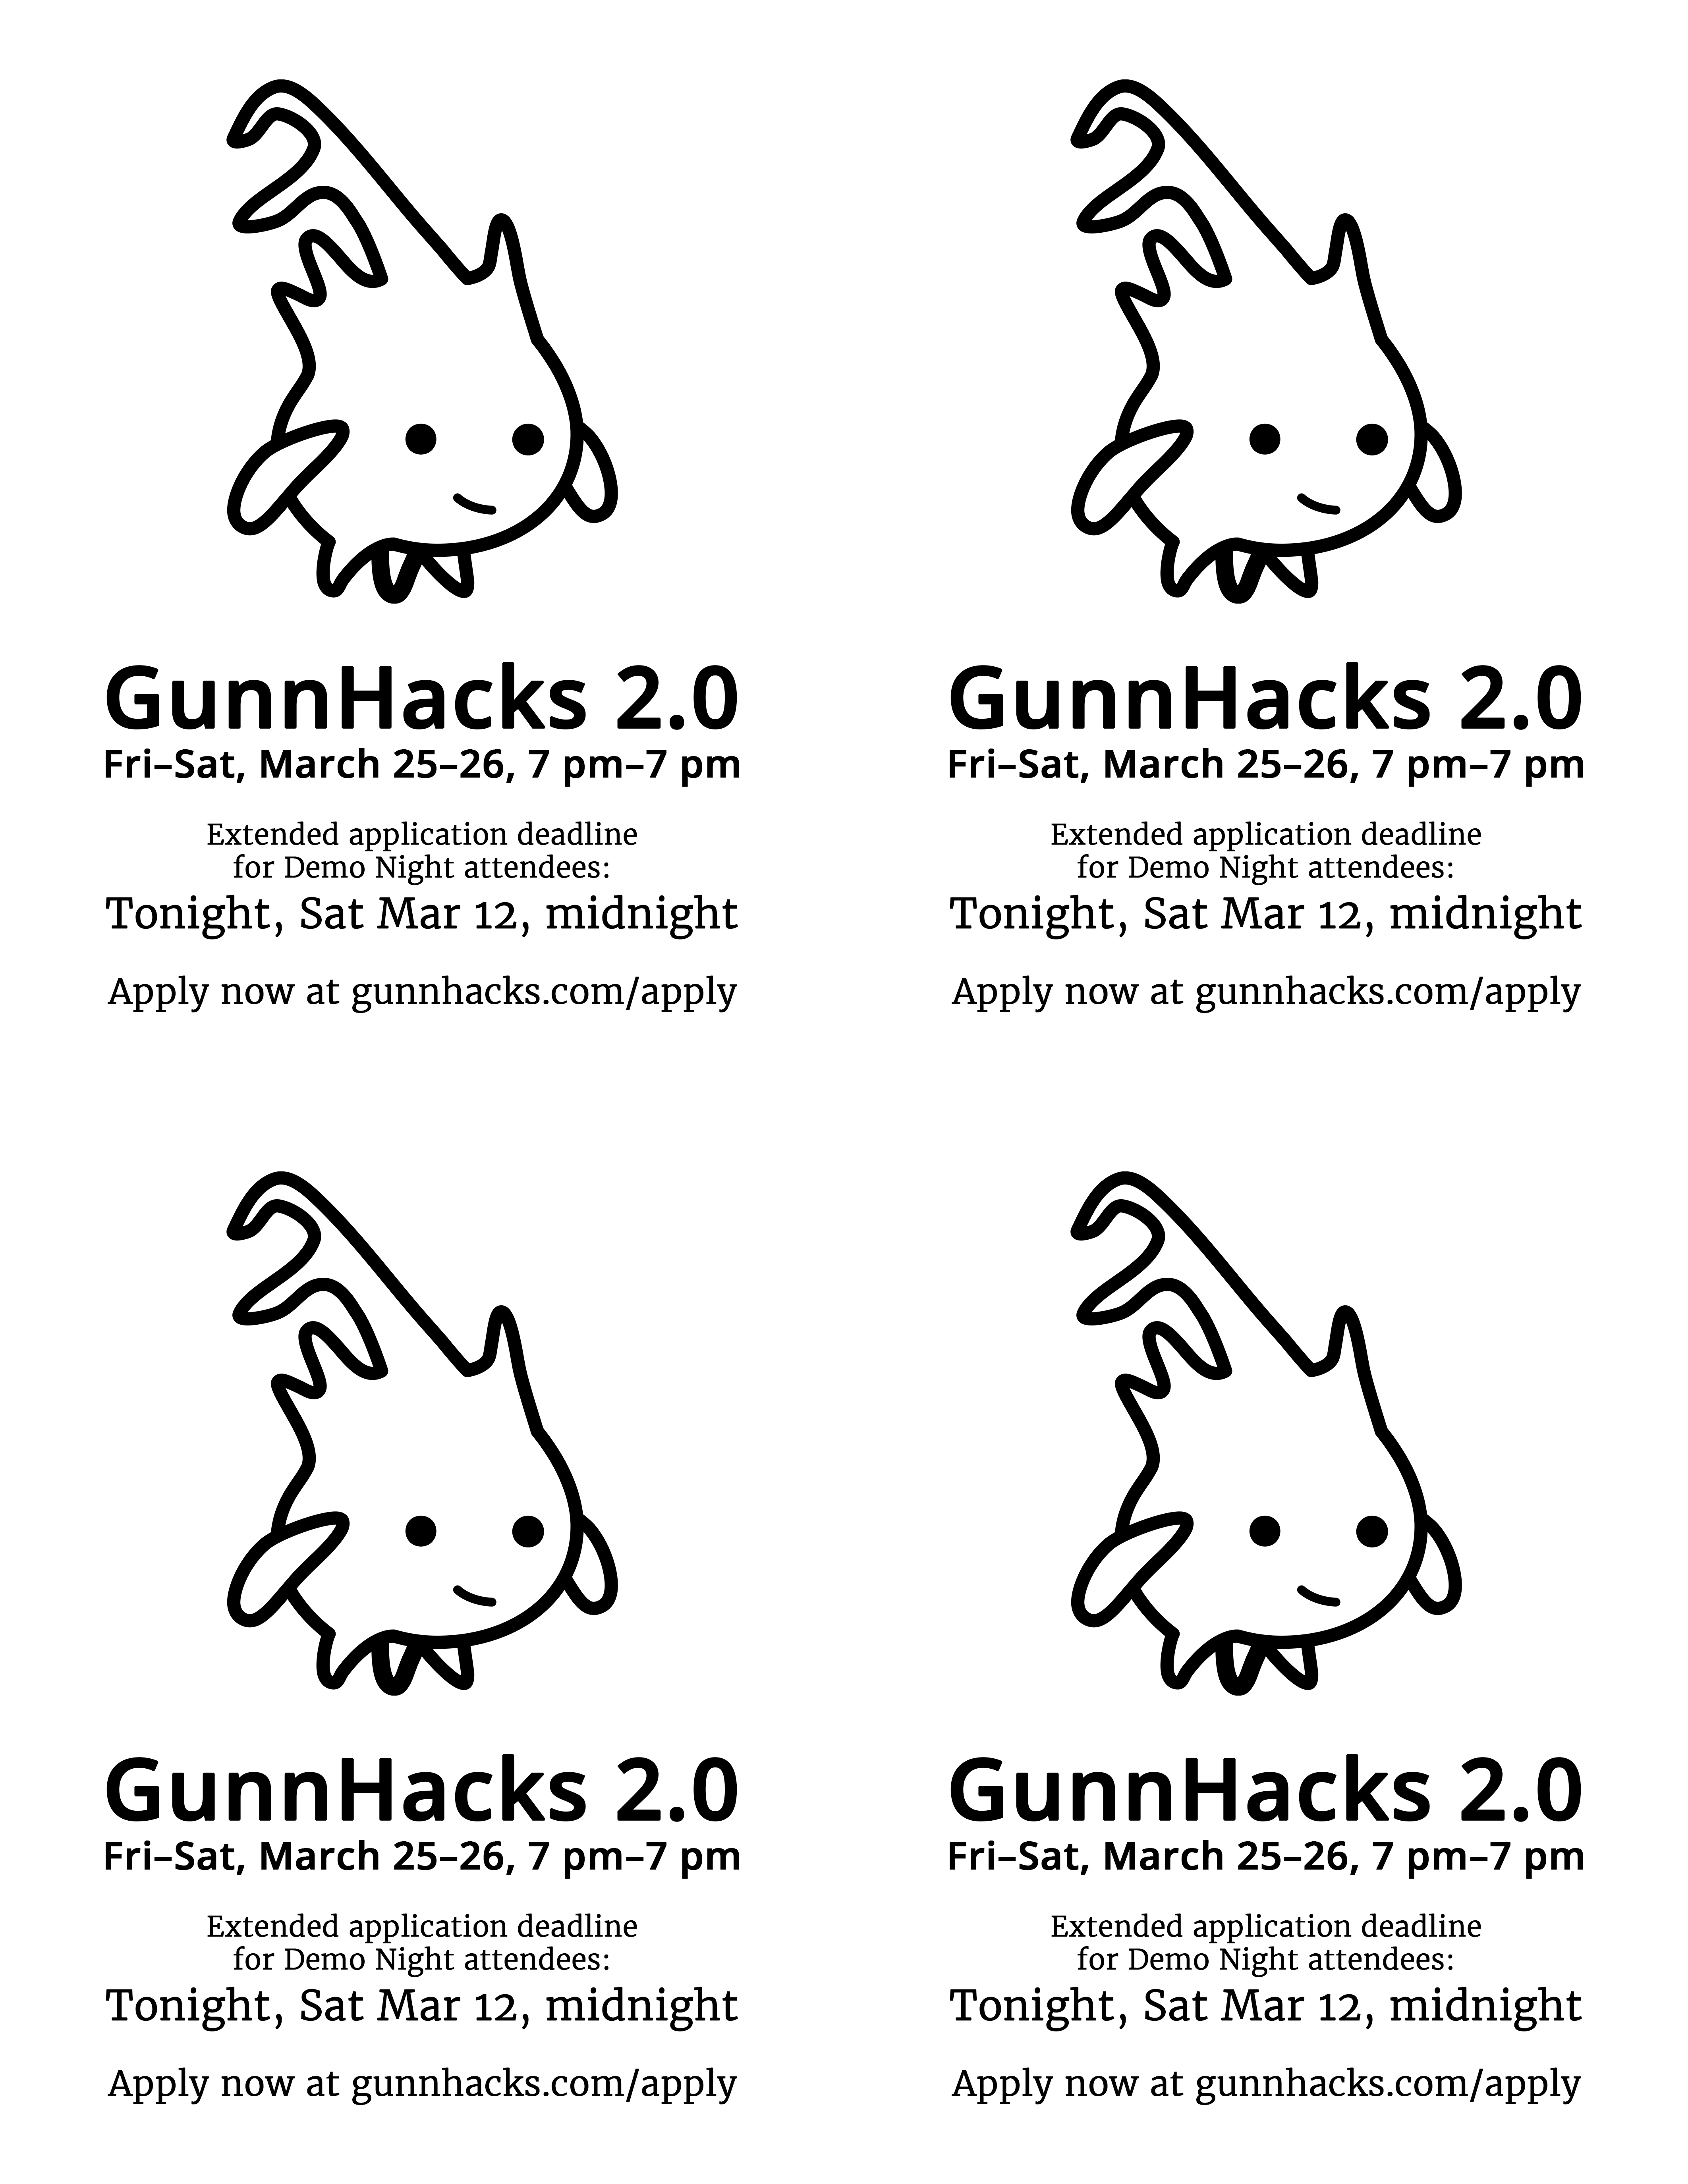 GunnHacks 2.0
Fri–Sat, March 25–26, 7 pm–7 pm
Extended application deadline
for Demo Night attendees:
Tonight, Sat Mar 12, midnight
Apply now at gunnhacks.com/apply
GunnHacks 2.0
Fri–Sat, March 25–26, 7 pm–7 pm
Extended application deadline
for Demo Night attendees:
Tonight, Sat Mar 12, midnight
Apply now at gunnhacks.com/apply
GunnHacks 2.0
Fri–Sat, March 25–26, 7 pm–7 pm
Extended application deadline
for Demo Night attendees:
Tonight, Sat Mar 12, midnight
Apply now at gunnhacks.com/apply
GunnHacks 2.0
Fri–Sat, March 25–26, 7 pm–7 pm
Extended application deadline
for Demo Night attendees:
Tonight, Sat Mar 12, midnight
Apply now at gunnhacks.com/apply